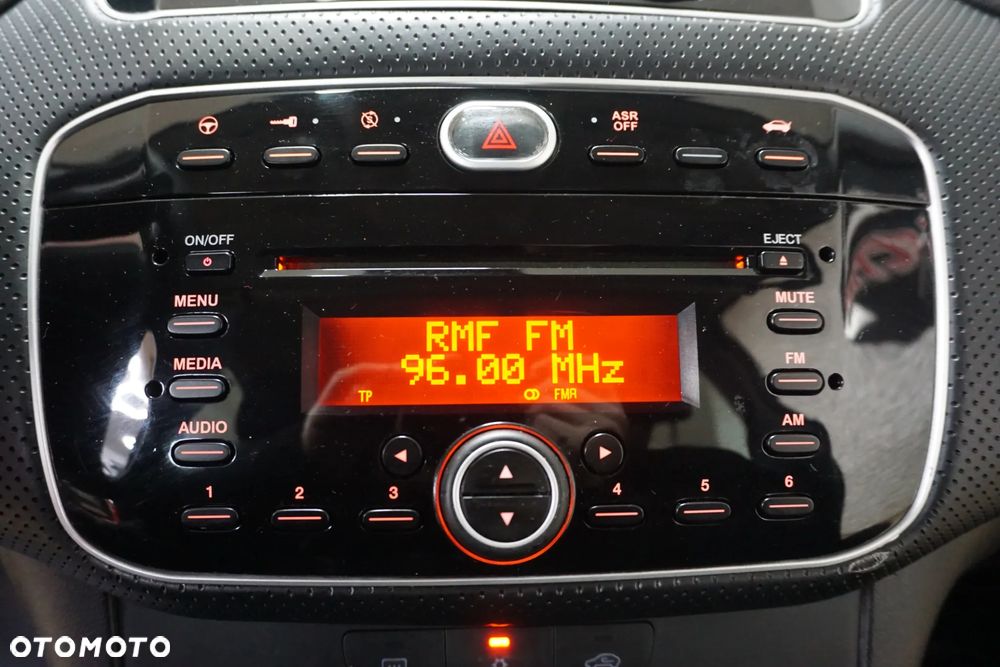 ASR
OFF
ON/OFF
EJECT
MENU
MUTE
RMF FM
96.00 MHz
MEDIA
FM
TP
FMA
AUDIO
AM
1
2
3
4
5
6
OTOMOTO